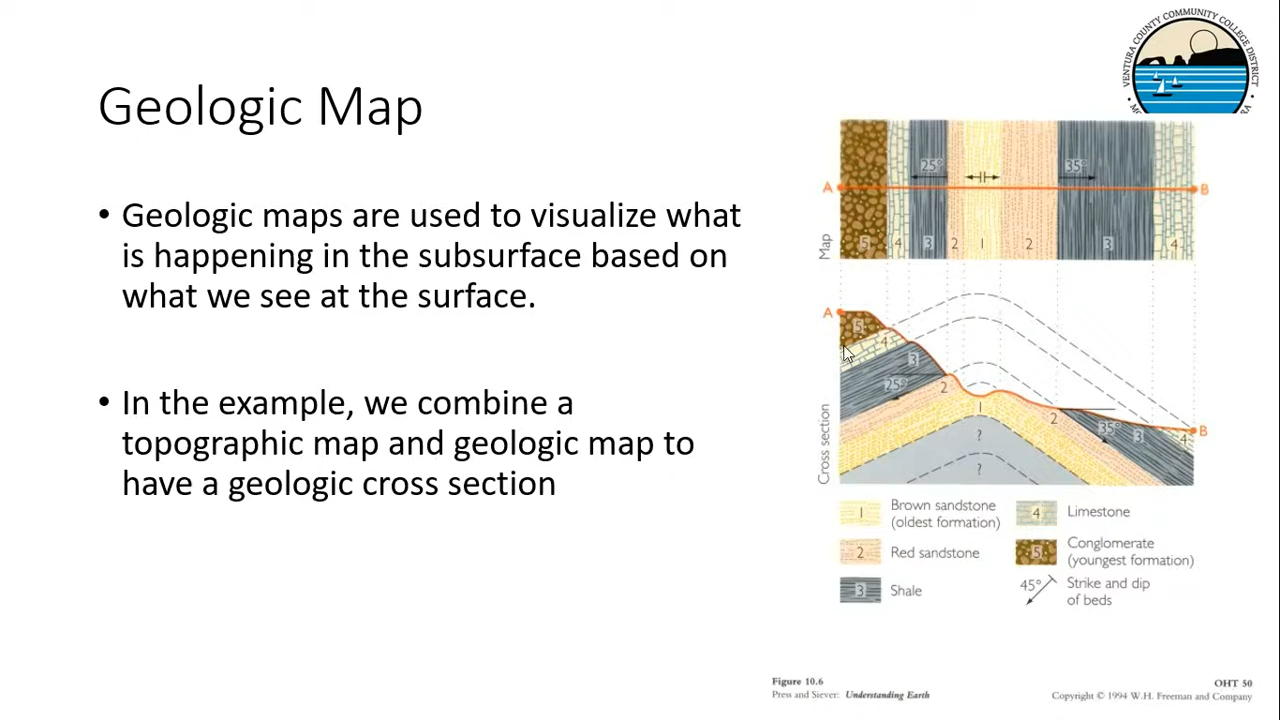 VENTURA COUNTY COMMUNITY COLLEGE DISTRICT
Geologic Map
• Geologic maps are used to visualize what
is happening in the subsurface based on
what we see at the surface.
• In the example, we combine a
topographic map and geologic map to
have a geologic cross section
25° 35°
A B
Map
5 4 3 2 1 2 3 4
A
5
4
3
25° 2
1
2
35° 3
B
4
?
?
Cross section
1 Brown sandstone
(oldest formation)
2 Red sandstone
3 Shale
4 Limestone
5 Conglomerate
(youngest formation)
45° Strike and dip
of beds
Figure 10.6
Press and Siever: Understanding Earth
OHT 50
Copyright © 1994 W.H. Freeman and Company